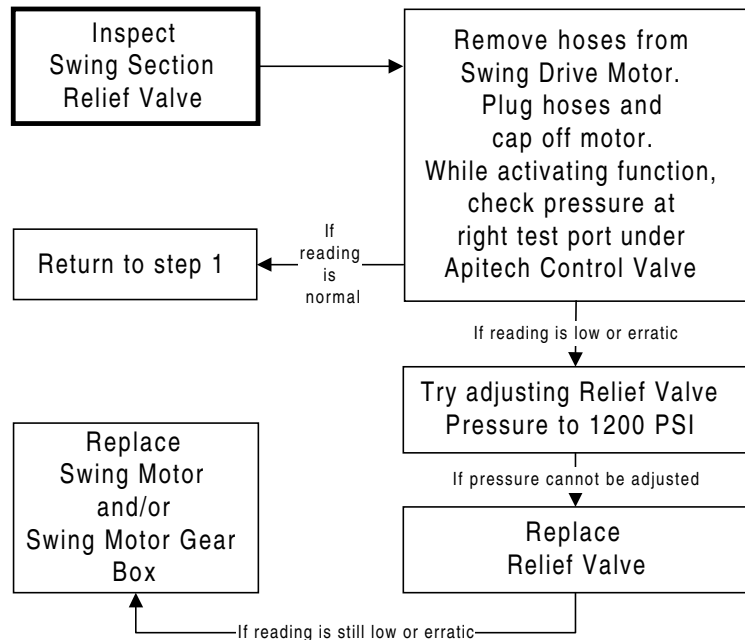 Inspect
Swing Section
Relief Valve
Remove hoses from
Swing Drive Motor.
Plug hoses and
cap off motor.
While activating function,
check pressure at
right test port under
Apitech Control Valve
If
reading
is
normal
Return to step 1
If reading is low or erratic
Try adjusting Relief Valve
Pressure to 1200 PSI
If pressure cannot be adjusted
Replace
Relief Valve
If reading is still low or erratic
Replace
Swing Motor
and/or
Swing Motor Gear
Box